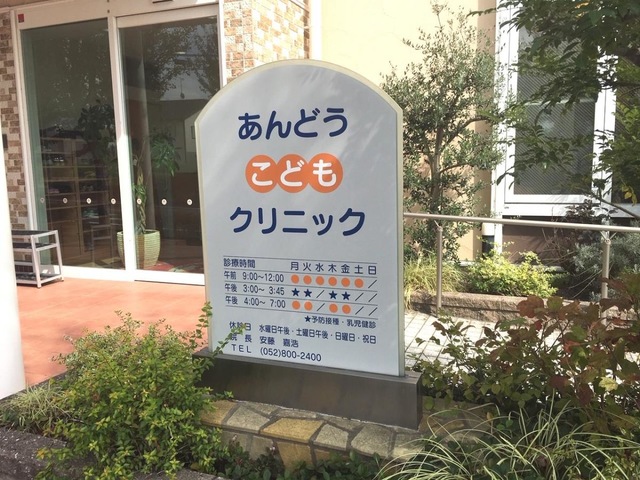 あんどう
こども
クリニック
診療時間 月 火 水 木 金 土 日
午前 9:00〜12:00 ● ● ● ● ● ● ／
午後 3:00〜 3:45 ★ ★ ／ ★ ★ ／ ／
午後 4:00〜 7:00 ● ● ／ ● ● ／ ／
★予防接種・乳児健診
休診日 水曜日午後・土曜日午後・日曜日・祝日
院 長 安藤 嘉浩
TEL (052)800-2400